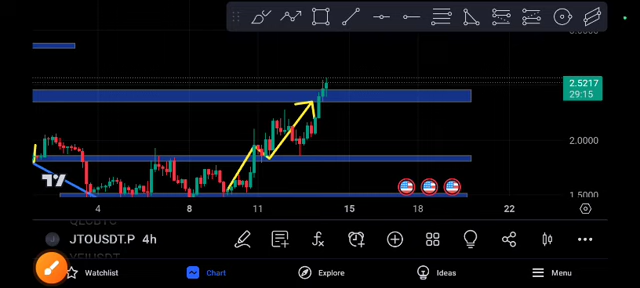 2.5217
29:15
2.0000
1.5000
4
8
11
15
18
22
JTOUSDT.P 4h
Watchlist
Chart
Explore
Ideas
Menu